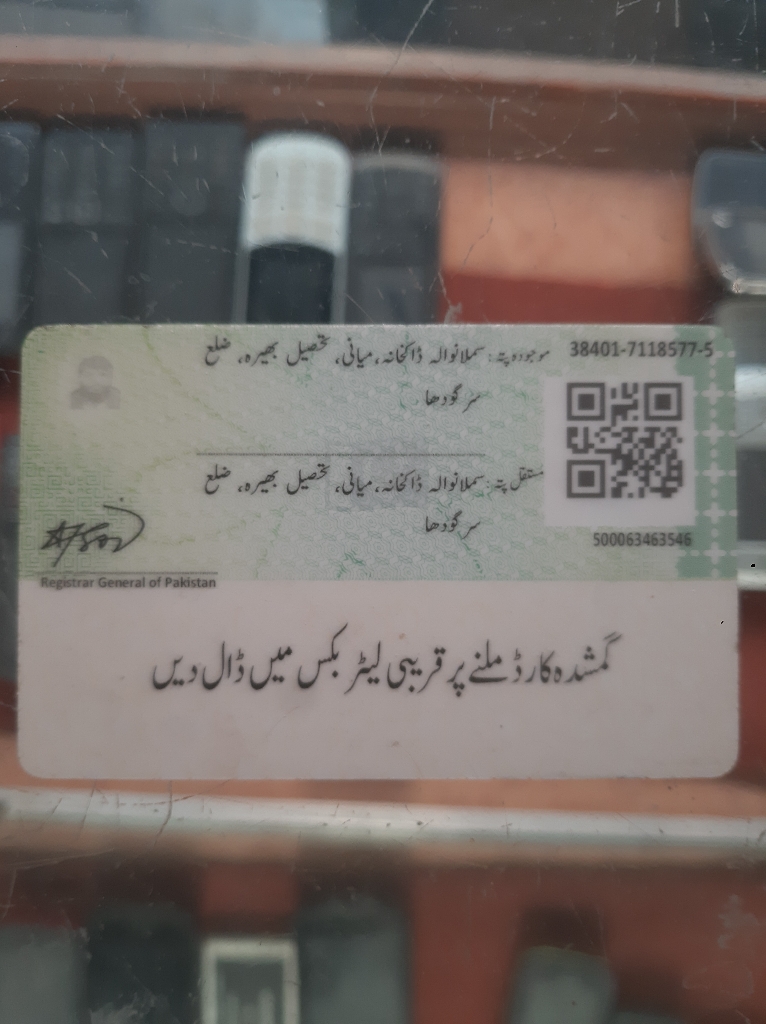 موجودہ پتہ: سملانوالہ ڈاکخانہ، میانی، تحصیل بھیرہ، ضلع
سرگودھا
38401-7118577-5
مستقل پتہ: سملانوالہ ڈاکخانہ، میانی، تحصیل بھیرہ، ضلع
سرگودھا
500063463546
Registrar General of Pakistan
گمشدہ کارڈ ملنے پر قریبی لیٹر بکس میں ڈال دیں